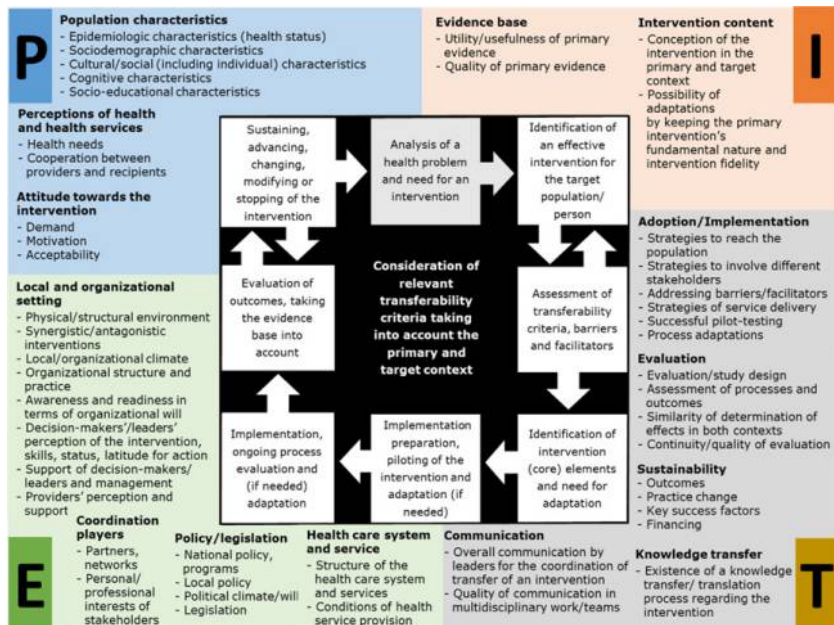 P
Population characteristics
- Epidemiologic characteristics (health status)
- Sociodemographic characteristics
- Cultural/social (including individual) characteristics
- Cognitive characteristics
- Socio-educational characteristics
Perceptions of health
and health services
- Health needs
- Cooperation between
providers and recipients
Attitude towards the
intervention
- Demand
- Motivation
- Acceptability
Evidence base
- Utility/usefulness of primary
evidence
- Quality of primary evidence
Intervention content
- Conception of the
intervention in the
primary and target
context
- Possibility of
adaptations
by keeping the primary
intervention's
fundamental nature and
intervention fidelity
I
Sustaining,
advancing,
changing,
modifying or
stopping of the
intervention
Analysis of a
health problem
and need for an
intervention
Identification of
an effective
intervention for
the target
population/
person
Evaluation of
outcomes, taking
the evidence
base into
account
Consideration of
relevant
transferability
criteria taking
into account the
primary and
target context
Assessment of
transferability
criteria, barriers
and facilitators
Implementation,
ongoing process
evaluation and
(if needed)
adaptation
Implementation
preparation,
piloting of the
intervention and
adaptation (if
needed)
Identification of
intervention
(core) elements
and need for
adaptation
Local and organizational
setting
- Physical/structural environment
- Synergistic/antagonistic
interventions
- Local/organizational climate
- Organizational structure and
practice
- Awareness and readiness in
terms of organizational will
- Decision-makers'/leaders'
perception of the intervention,
skills, status, latitude for action
- Support of decision-makers/
leaders and management
- Providers' perception and
support
E
Coordination
players
- Partners,
networks
- Personal/
professional
interests of
stakeholders
Policy/legislation
- National policy,
programs
- Local policy
- Political climate/will
- Legislation
Health care system
and service
- Structure of the
health care system
and services
- Conditions of health
service provision
Adoption/Implementation
- Strategies to reach the
population
- Strategies to involve different
stakeholders
- Addressing barriers/facilitators
- Strategies of service delivery
- Successful pilot-testing
- Process adaptations
Evaluation
- Evaluation/study design
- Assessment of processes and
outcomes
- Similarity of determination of
effects in both contexts
- Continuity/quality of evaluation
Sustainability
- Outcomes
- Practice change
- Key success factors
- Financing
Communication
- Overall communication by
leaders for the coordination of
transfer of an intervention
- Quality of communication in
multidisciplinary work/teams
Knowledge transfer
- Existence of a knowledge
transfer/ translation
process regarding the
intervention
T